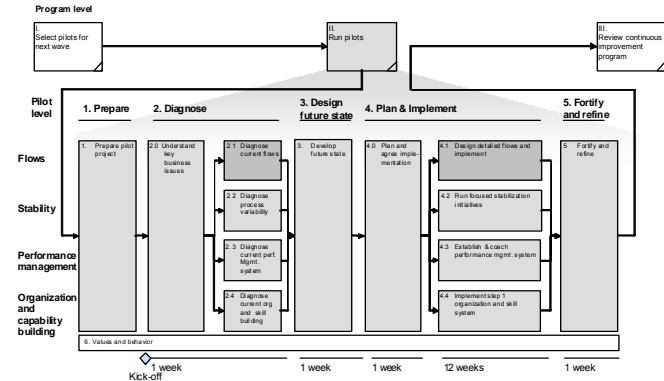 Program level
I.
Select pilots for
next wave
II.
Run pilots
III.
Review continuous
improvement
program
Pilot
level
1. Prepare
2. Diagnose
3. Design
future state
4. Plan & Implement
5. Fortify
and refine
Flows
Stability
Performance
management
Organization
and
capability
building
1. Prepare pilot
project
2.0 Understand
key
business
issues
2.1 Diagnose
current flows
2.2 Diagnose
process
variability
2.3 Diagnose
current perf.
Mgmt.
system
2.4 Diagnose
current org
and skill
building
3. Develop
future state
4.0 Plan and
agree imple-
mentation
4.1 Design detailed flows and
implement
4.2 Run focused stabilization
initiatives
4.3 Establish & coach
performance mgmt. system
4.4 Implement step 1
organization and skill
system
5 Fortify and
refine
6. Values and behavior
Kick-off
1 week
1 week
1 week
12 weeks
1 week